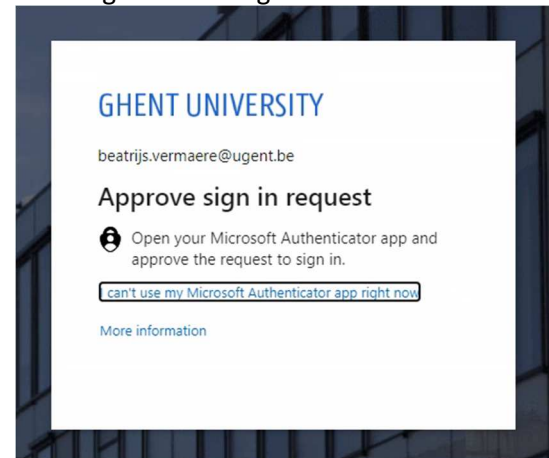 GHENT UNIVERSITY
beatrijs.vermaere@ugent.be
Approve sign in request
Open your Microsoft Authenticator app and
approve the request to sign in.
I can't use my Microsoft Authenticator app right now
More information